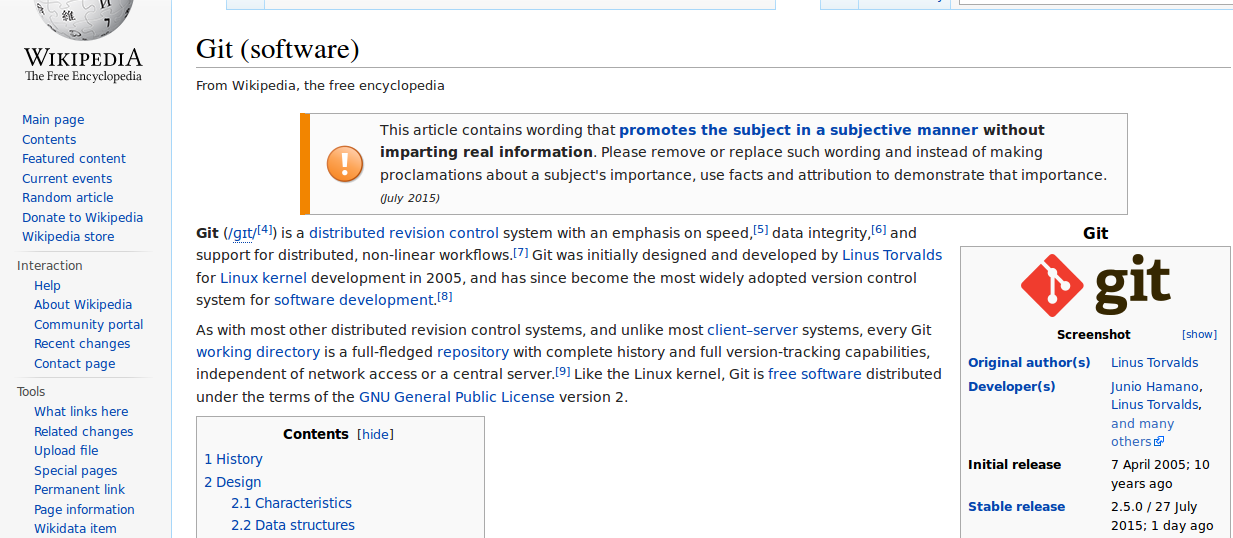 WIKIPEDIA
The Free Encyclopedia
Main page
Contents
Featured content
Current events
Random article
Donate to Wikipedia
Wikipedia store
Interaction
Help
About Wikipedia
Community portal
Recent changes
Contact page
Tools
What links here
Related changes
Upload file
Special pages
Permanent link
Page information
Wikidata item
Git (software)
From Wikipedia, the free encyclopedia
This article contains wording that promotes the subject in a subjective manner without
imparting real information. Please remove or replace such wording and instead of making
proclamations about a subject's importance, use facts and attribution to demonstrate that importance.
(July 2015)
Git (/ɡɪt/[4]) is a distributed revision control system with an emphasis on speed,[5] data integrity,[6] and
support for distributed, non-linear workflows.[7] Git was initially designed and developed by Linus Torvalds
for Linux kernel development in 2005, and has since become the most widely adopted version control
system for software development.[8]
As with most other distributed revision control systems, and unlike most client–server systems, every Git
working directory is a full-fledged repository with complete history and full version-tracking capabilities,
independent of network access or a central server.[9] Like the Linux kernel, Git is free software distributed
under the terms of the GNU General Public License version 2.
Contents [hide]
1 History
2 Design
2.1 Characteristics
2.2 Data structures
Git
git
Screenshot [show]
Original author(s) Linus Torvalds
Developer(s) Junio Hamano,
Linus Torvalds,
and many
others
Initial release 7 April 2005; 10
years ago
Stable release 2.5.0 / 27 July
2015; 1 day ago